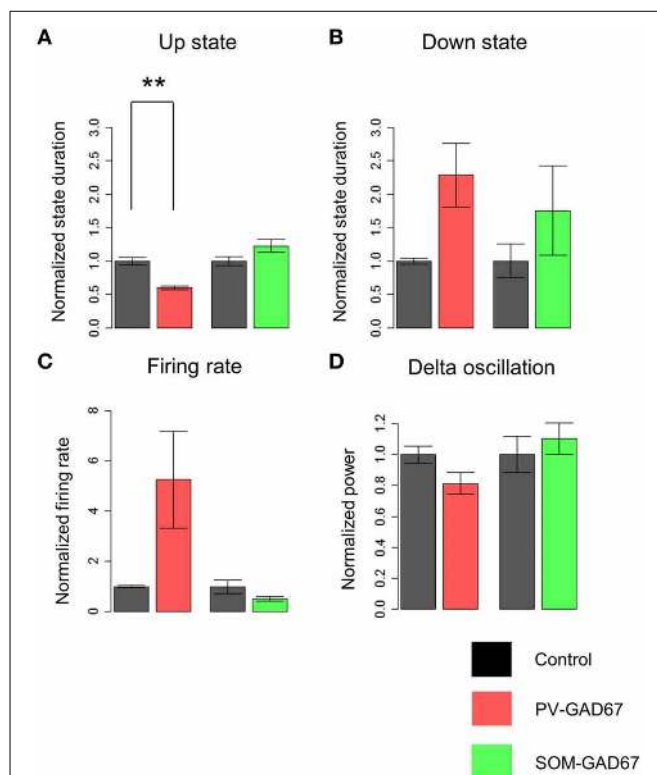 A
Up state
**
Normalized state duration
0.0 0.5 1.0 1.5 2.0 2.5 3.0
B
Down state
Normalized state duration
0.0 0.5 1.0 1.5 2.0 2.5 3.0
C
Firing rate
Normalized firing rate
0 2 4 6 8
D
Delta oscillation
Normalized power
0.0 0.2 0.4 0.6 0.8 1.0 1.2
Control
PV-GAD67
SOM-GAD67